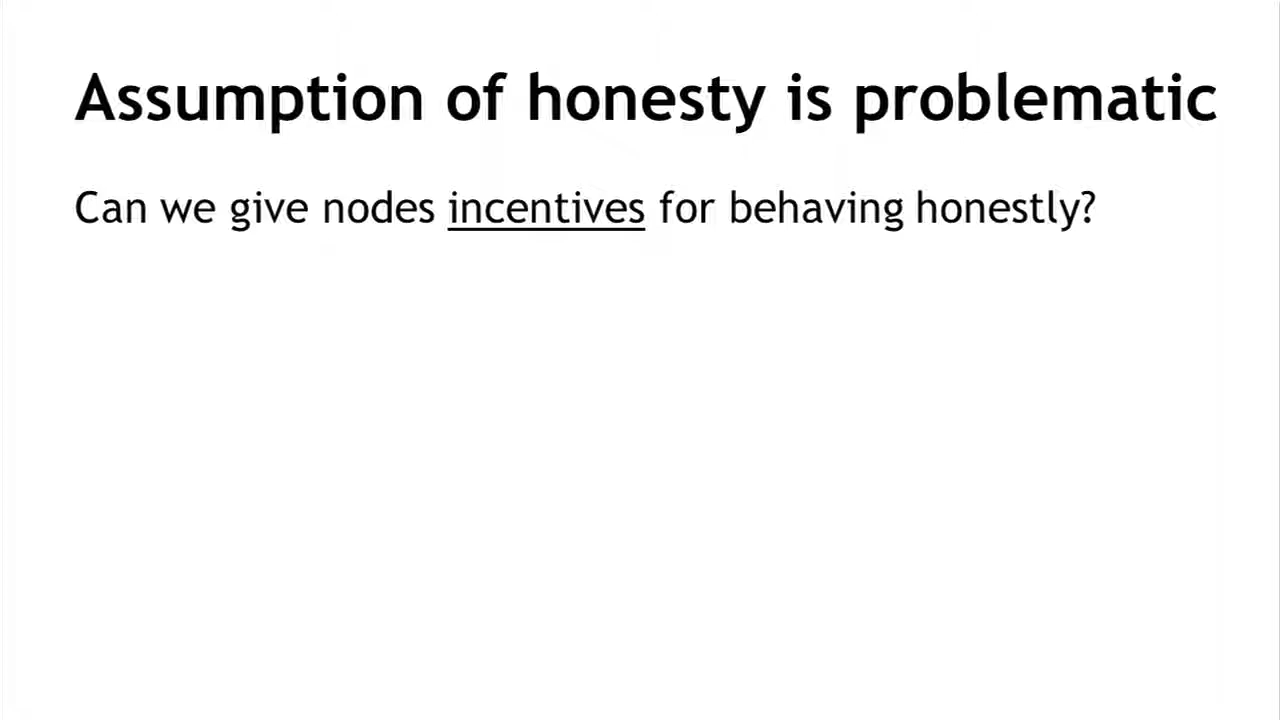 Assumption of honesty is problematic
Can we give nodes incentives for behaving honestly?